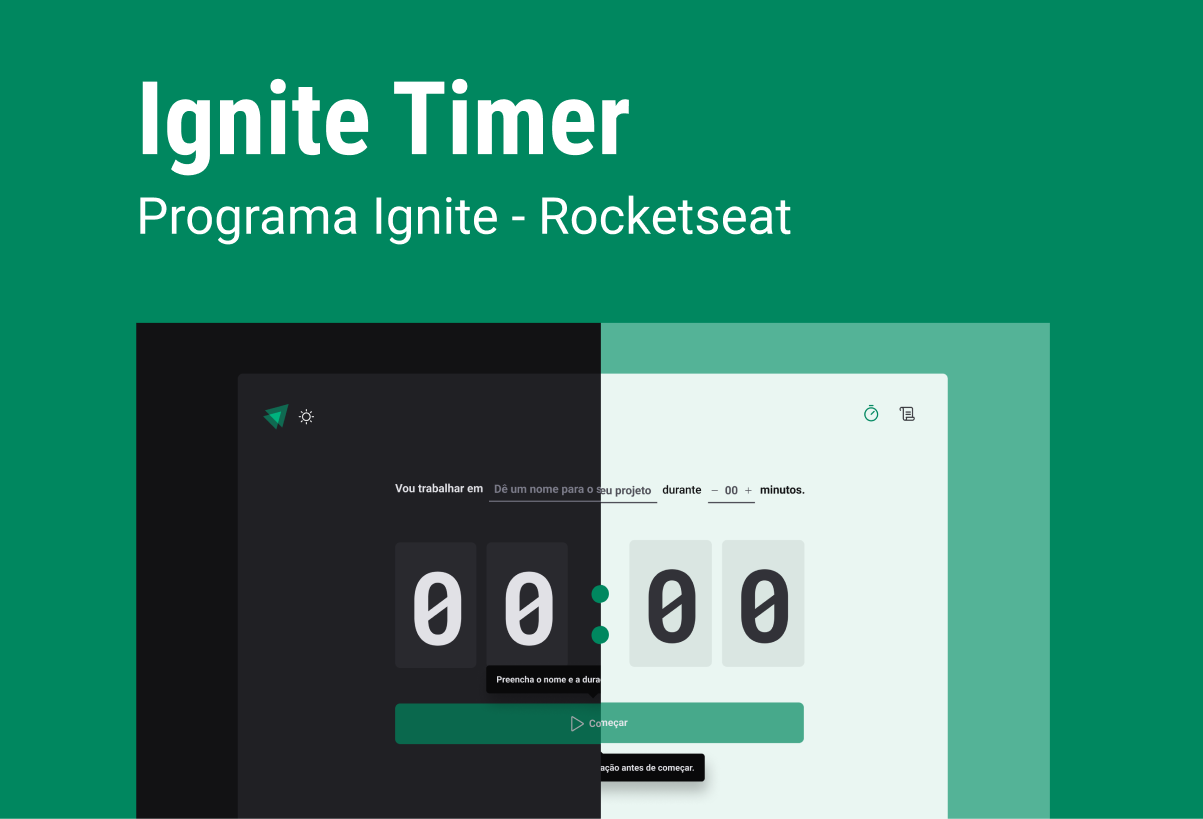 Ignite Timer
Programa Ignite - Rocketseat
Vou trabalhar em Dê um nome para o seu projeto durante − 00 + minutos.
00:00
Preencha o nome e a dura
Começar
ação antes de começar.